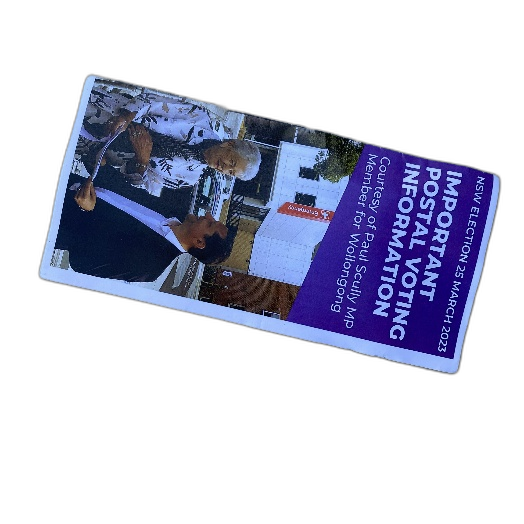 NSW ELECTION 25 MARCH 2023
IMPORTANT
POSTAL VOTING
INFORMATION
Courtesy of Paul Scully MP
Member for Wollongong